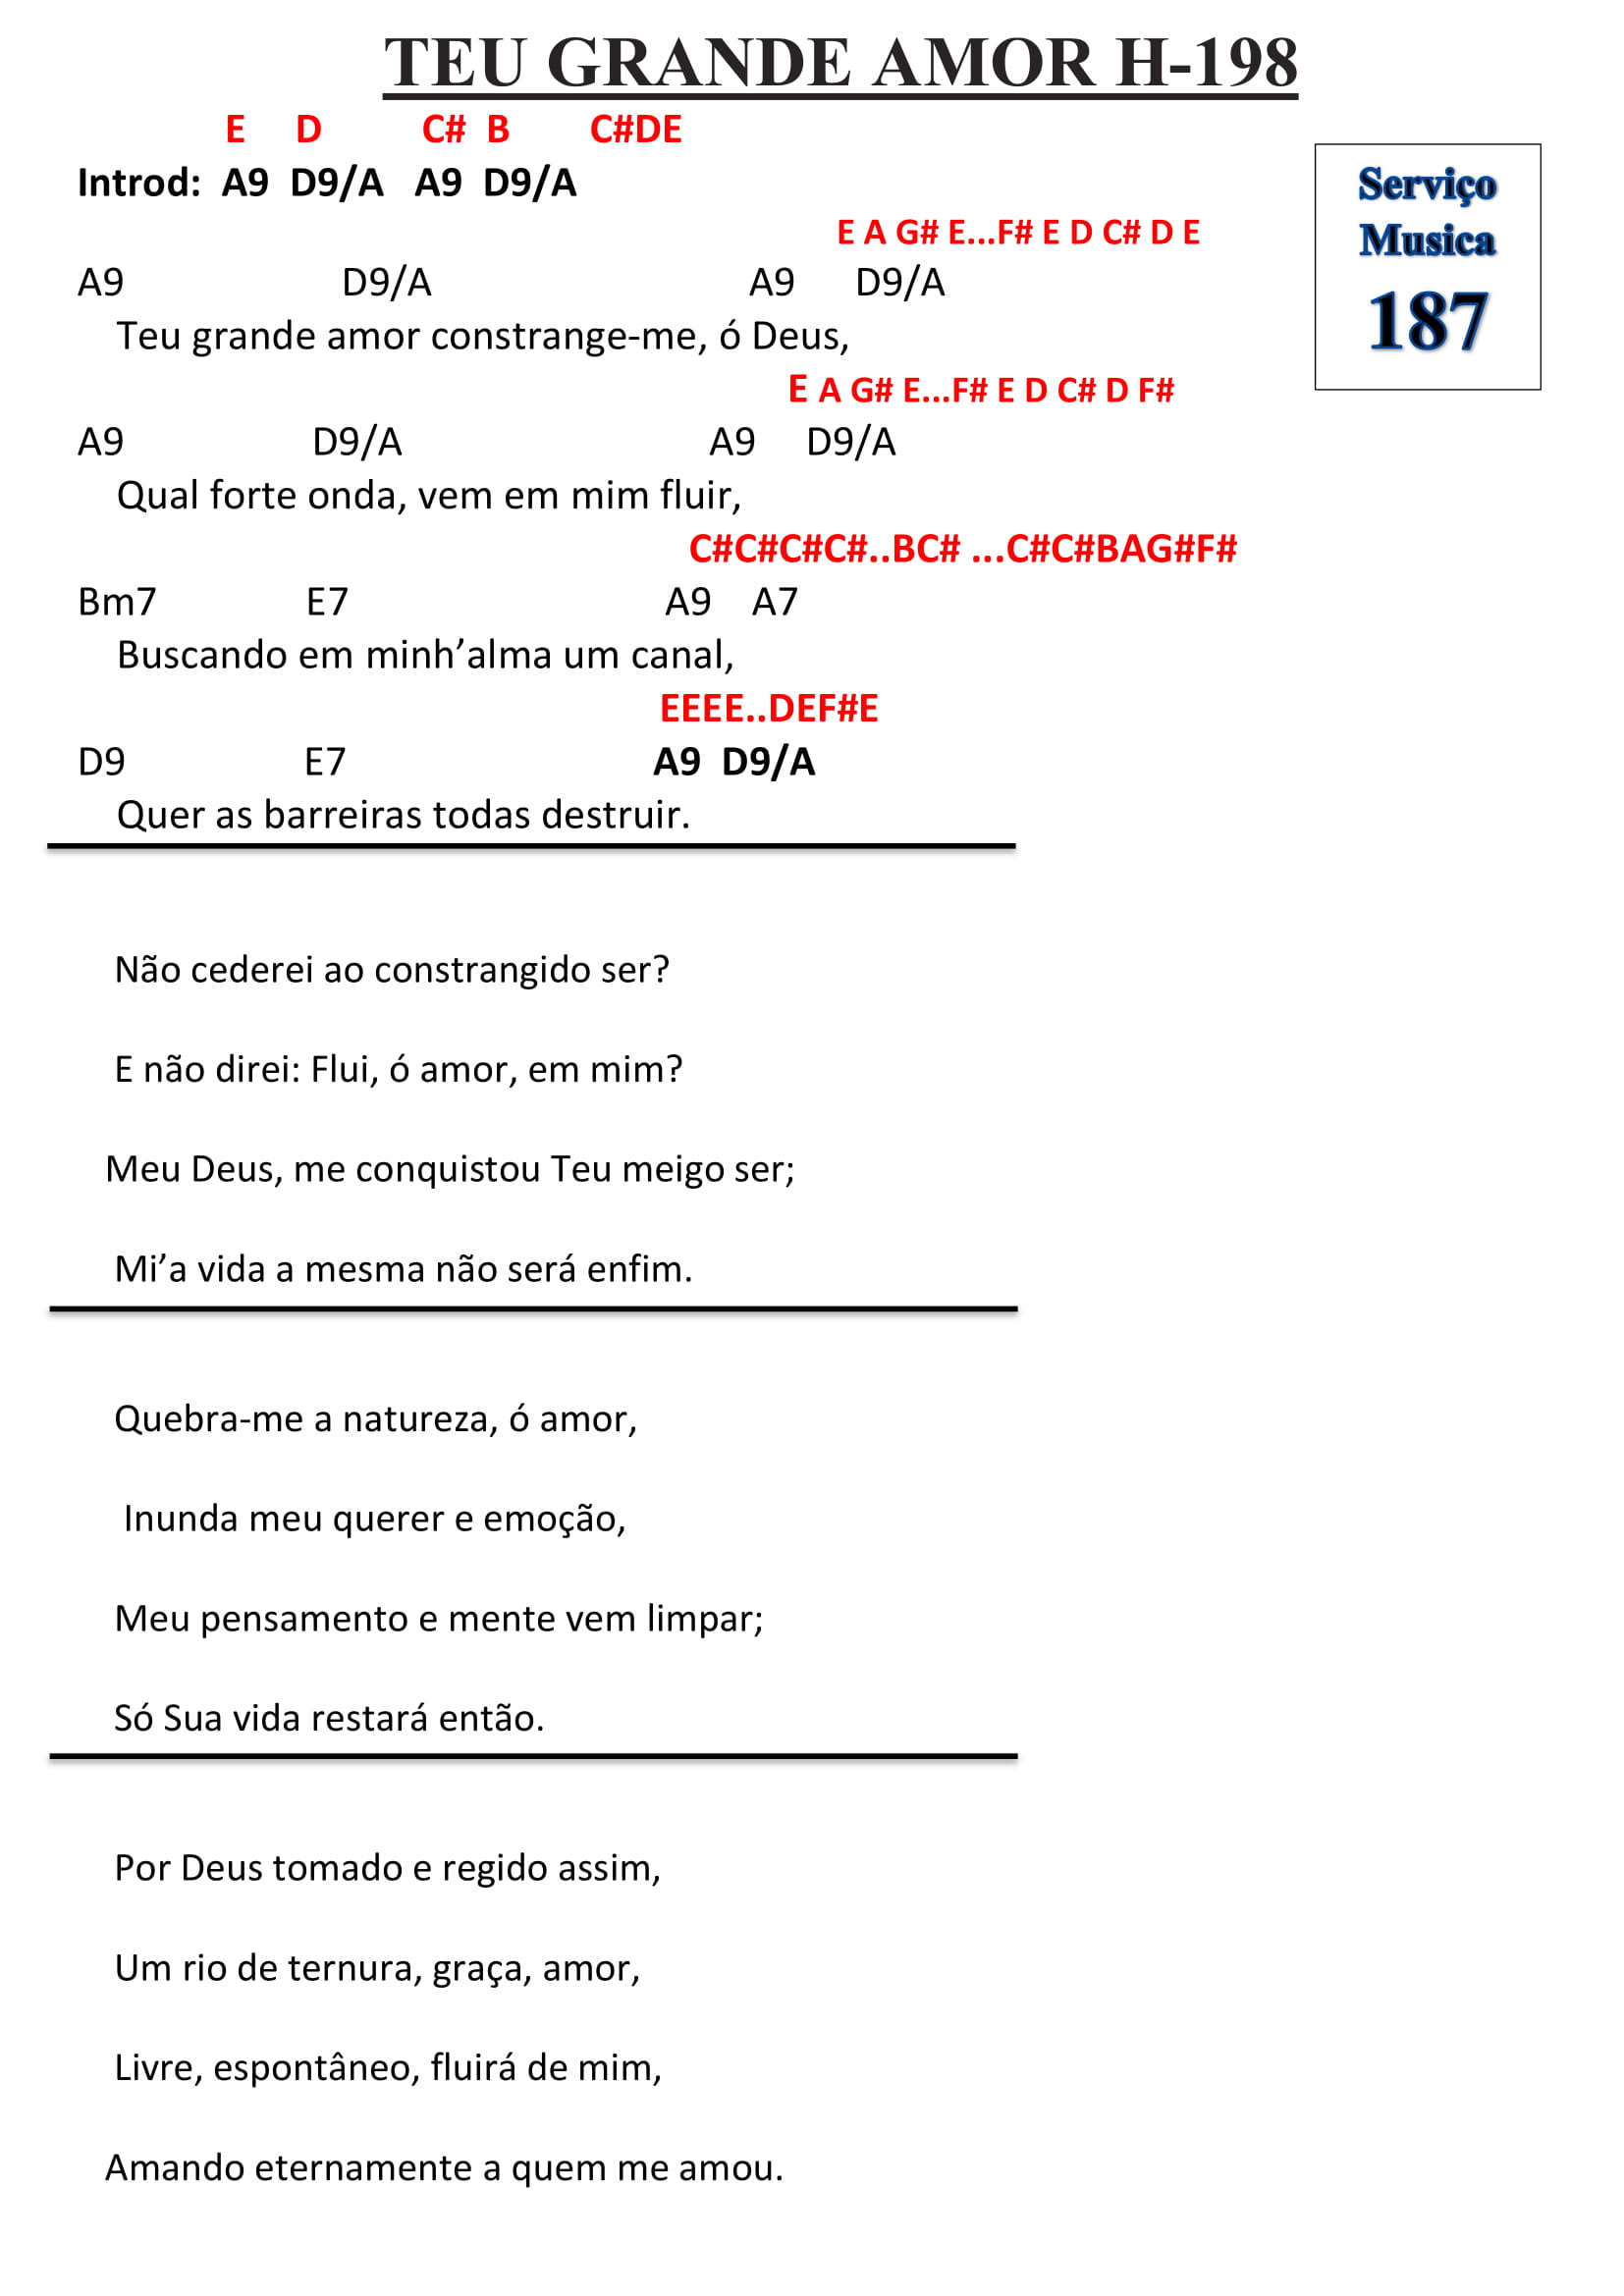 TEU GRANDE AMOR H-198
E D C# B C#DE
Introd: A9 D9/A A9 D9/A
Serviço
Musica
187
E A G# E...F# E D C# D E
A9 D9/A A9 D9/A
Teu grande amor constrange-me, ó Deus,
E A G# E...F# E D C# D F#
A9 D9/A A9 D9/A
Qual forte onda, vem em mim fluir,
C#C#C#C#..BC# ...C#C#BAG#F#
Bm7 E7 A9 A7
Buscando em minh’alma um canal,
EEEE..DEF#E
D9 E7 A9 D9/A
Quer as barreiras todas destruir.
Não cederei ao constrangido ser?
E não direi: Flui, ó amor, em mim?
Meu Deus, me conquistou Teu meigo ser;
Mi’a vida a mesma não será enfim.
Quebra-me a natureza, ó amor,
Inunda meu querer e emoção,
Meu pensamento e mente vem limpar;
Só Sua vida restará então.
Por Deus tomado e regido assim,
Um rio de ternura, graça, amor,
Livre, espontâneo, fluirá de mim,
Amando eternamente a quem me amou.